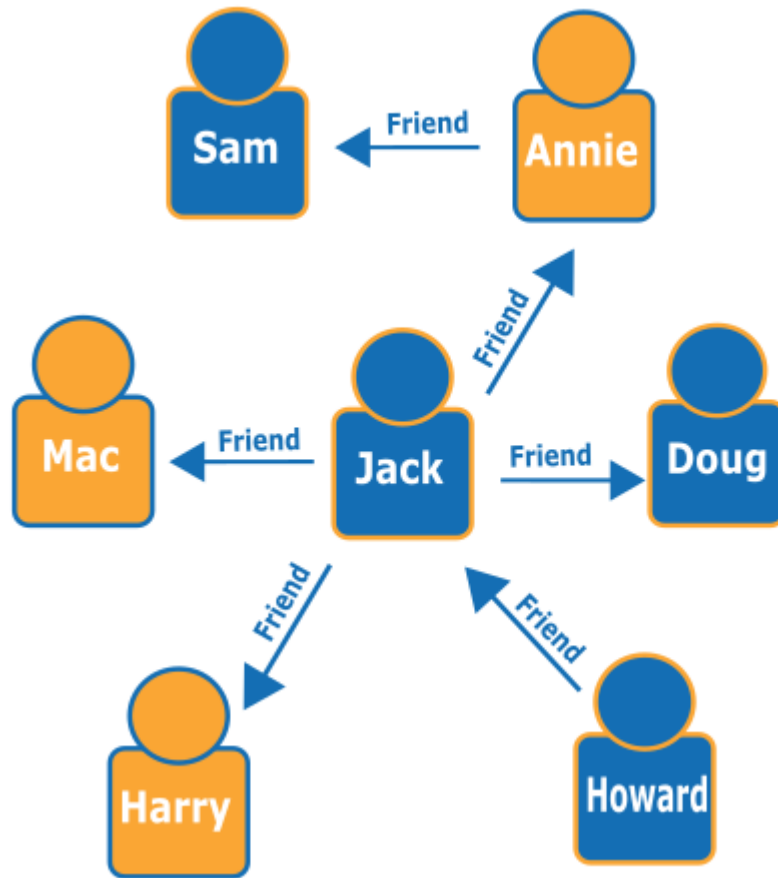 Friend
Sam
Annie
Friend
Mac
Friend
Jack
Friend
Doug
Friend
Friend
Harry
Howard